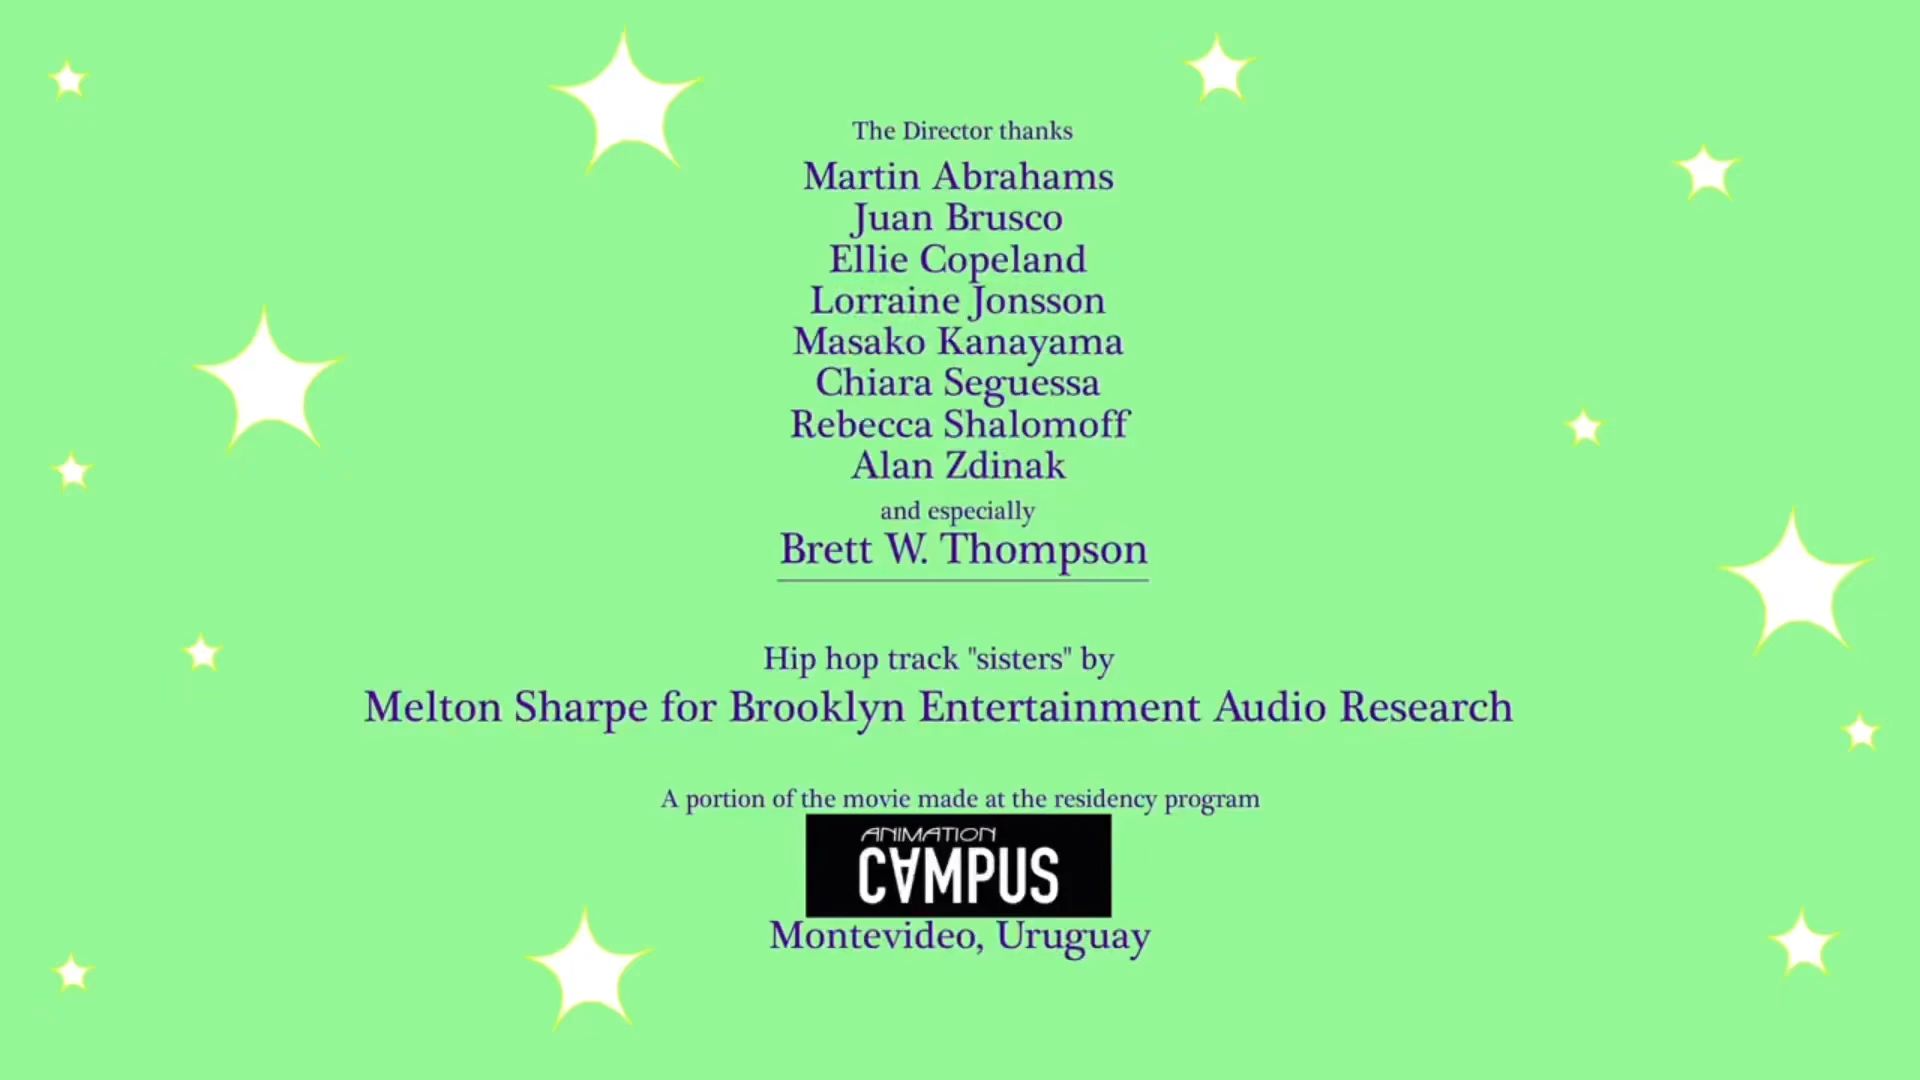 The Director thanks
Martin Abrahams
Juan Brusco
Ellie Copeland
Lorraine Jonsson
Masako Kanayama
Chiara Seguessa
Rebecca Shalomoff
Alan Zdinak
and especially
Brett W. Thompson
Hip hop track "sisters" by
Melton Sharpe for Brooklyn Entertainment Audio Research
A portion of the movie made at the residency program
ANIMATION
CAMPUS
Montevideo, Uruguay